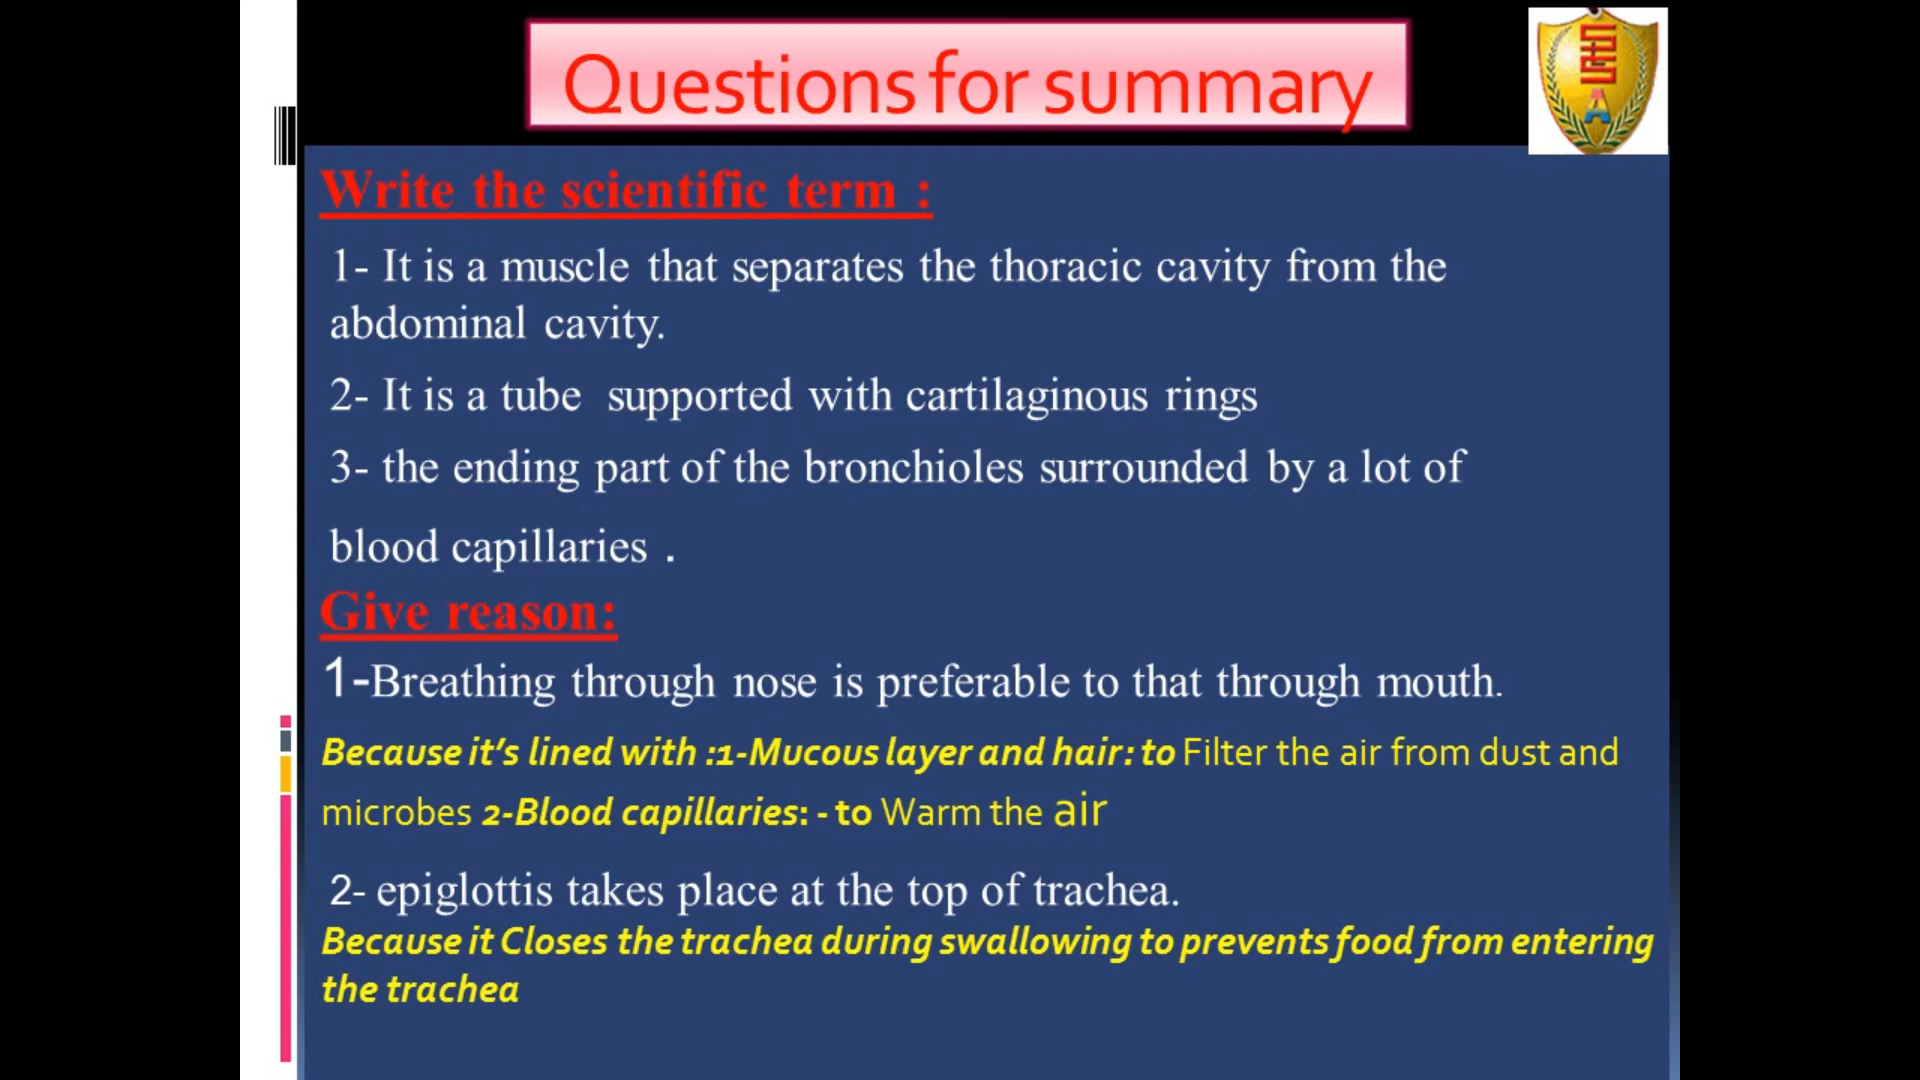 Questions for summary
Write the scientific term :
1- It is a muscle that separates the thoracic cavity from the
abdominal cavity.
2- It is a tube supported with cartilaginous rings
3- the ending part of the bronchioles surrounded by a lot of
blood capillaries .
Give reason:
1-Breathing through nose is preferable to that through mouth.
Because it's lined with :1-Mucous layer and hair: to Filter the air from dust and
microbes 2-Blood capillaries: - to Warm the air
2- epiglottis takes place at the top of trachea.
Because it Closes the trachea during swallowing to prevents food from entering
the trachea